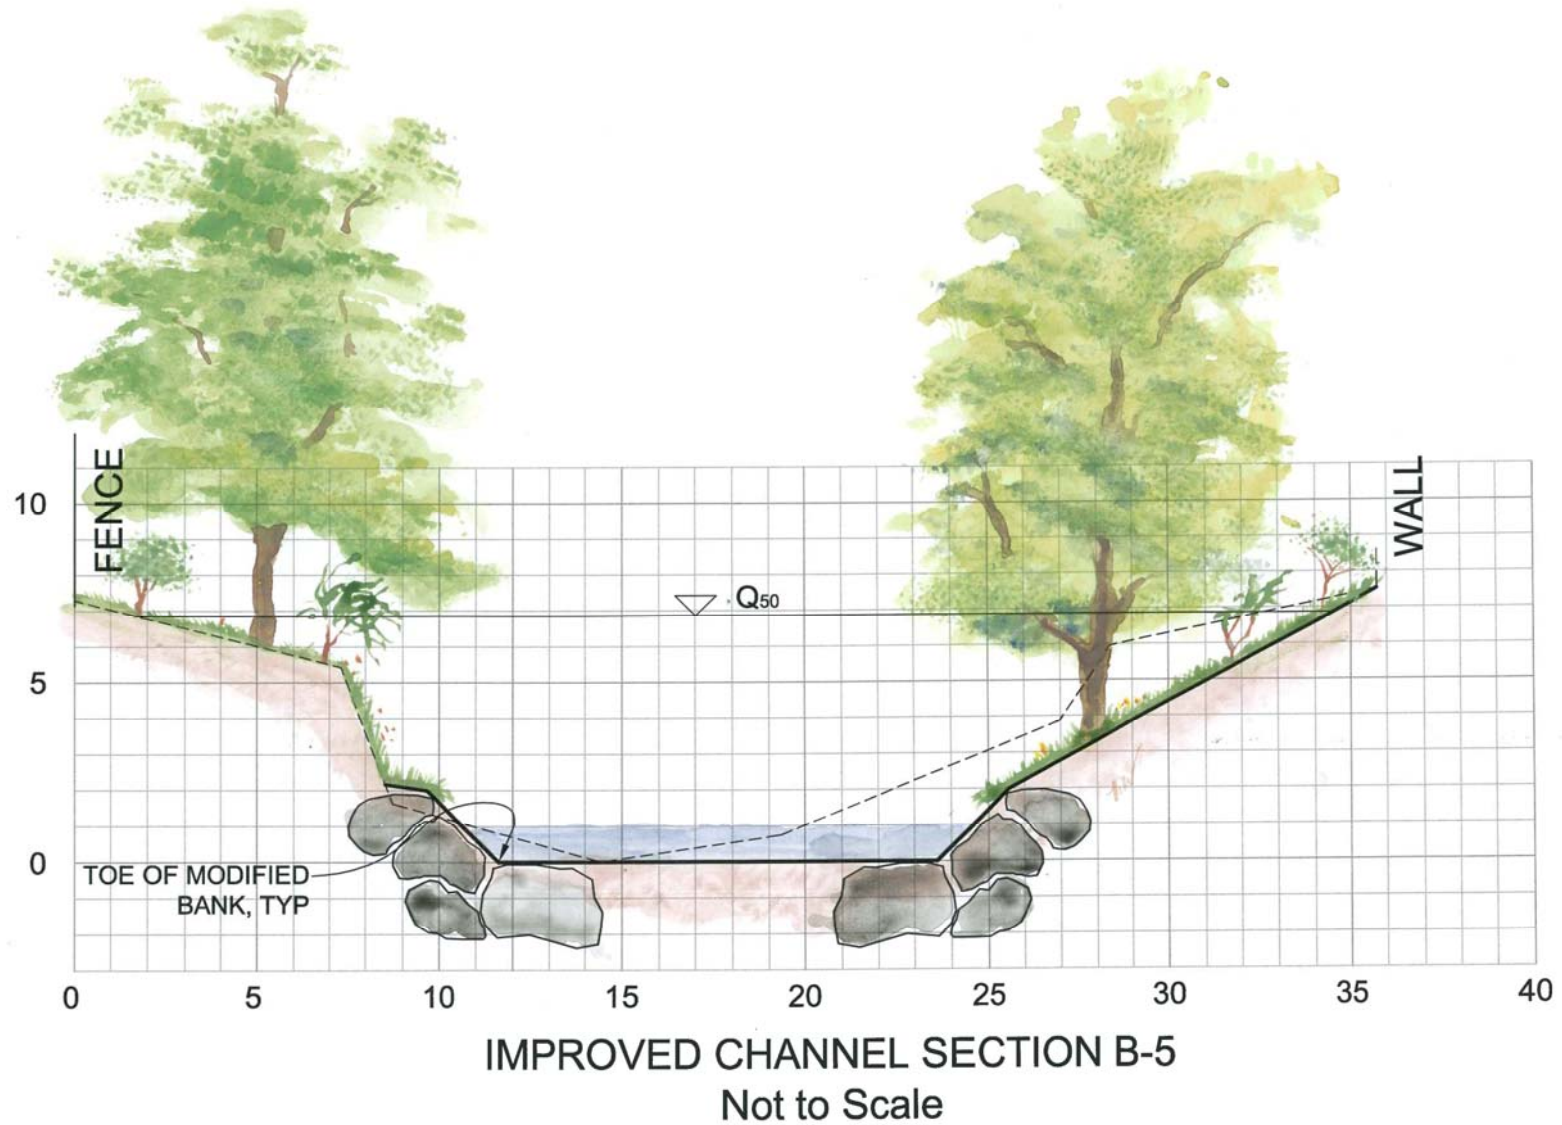 FENCE
WALL
10
5
0
Q50
TOE OF MODIFIED
BANK, TYP
0 5 10 15 20 25 30 35 40
IMPROVED CHANNEL SECTION B-5
Not to Scale